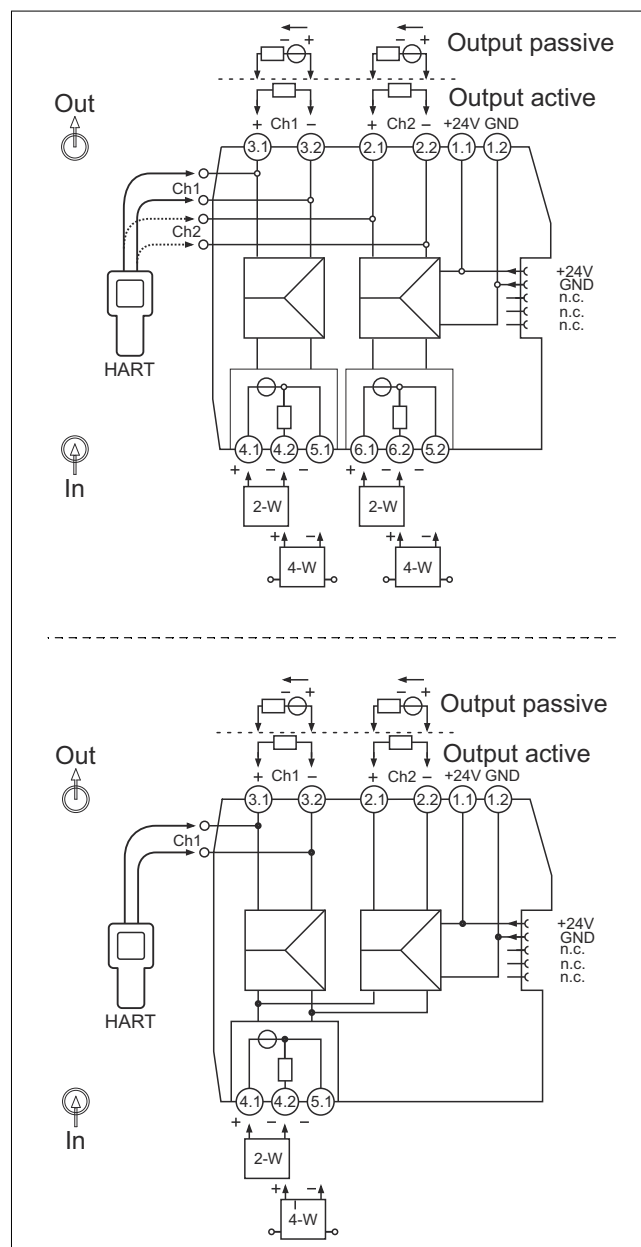 − +
− +
Output passive
Out
Output active
+ Ch1 − + Ch2 − +24V GND
3.1 3.2 2.1 2.2 1.1 1.2
Ch1
Ch2
+24V
GND
n.c.
n.c.
n.c.
HART
4.1 4.2 5.1 6.1 6.2 5.2
+ − − + − −
In
2-W 2-W
+ − + −
4-W 4-W
− +
− +
Output passive
Out
Output active
+ Ch1 − + Ch2 − +24V GND
3.1 3.2 2.1 2.2 1.1 1.2
Ch1
+24V
GND
n.c.
n.c.
n.c.
HART
4.1 4.2 5.1
+ − −
In
2-W
+ −
4-W